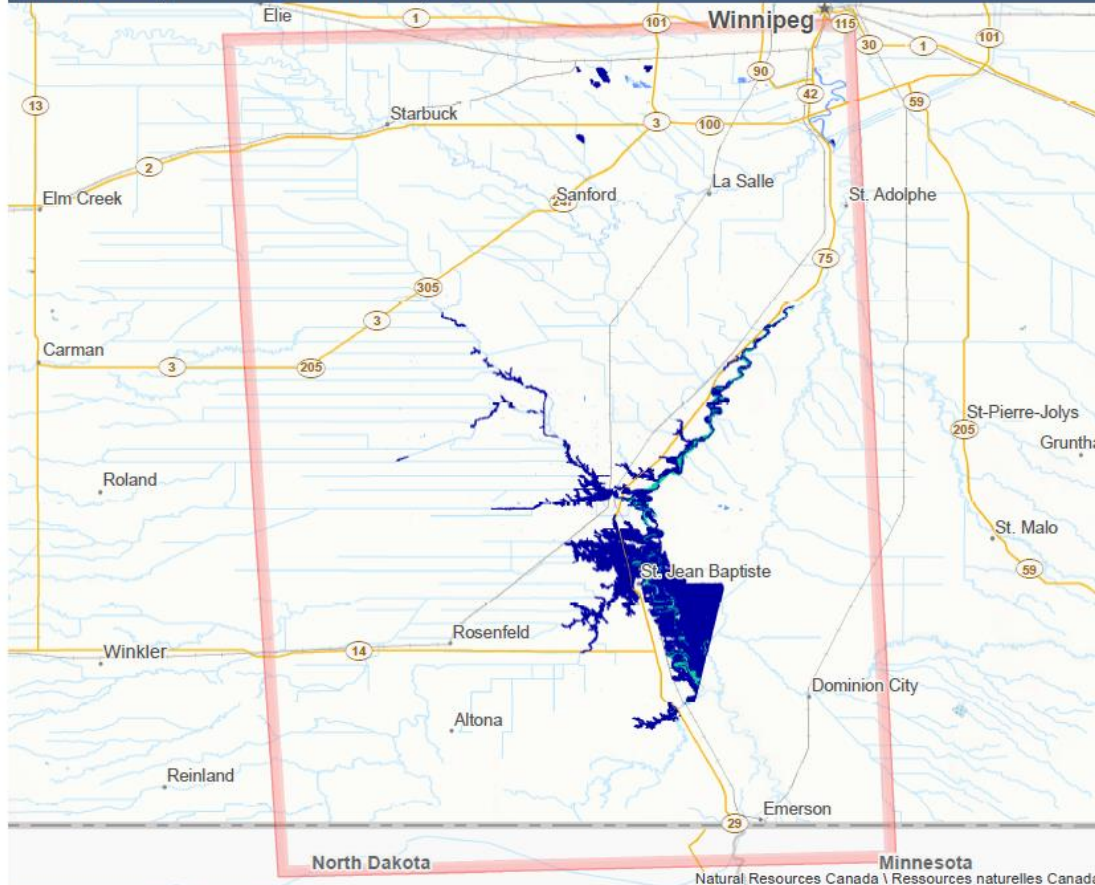 Elie
1
101
Winnipeg
115
30
1
101
90
42
59
13
Starbuck
3
100
2
Elm Creek
Sanford
La Salle
St. Adolphe
75
305
3
Carman
3
205
St-Pierre-Jolys
205
Gruntha
Roland
St. Malo
59
St. Jean Baptiste
Rosenfeld
14
Winkler
Dominion City
Altona
Reinland
Emerson
29
North Dakota
Minnesota
Natural Resources Canada \ Ressources naturelles Canada